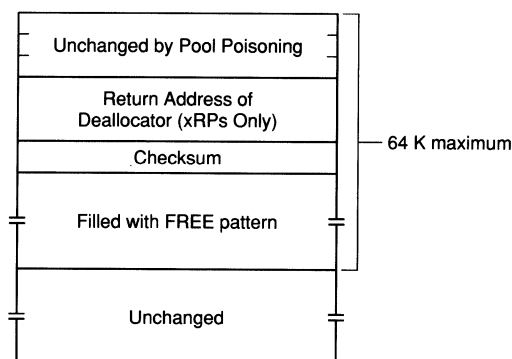 Unchanged by Pool Poisoning
Return Address of
Deallocator (xRPs Only)
Checksum
64 K maximum
Filled with FREE pattern
Unchanged